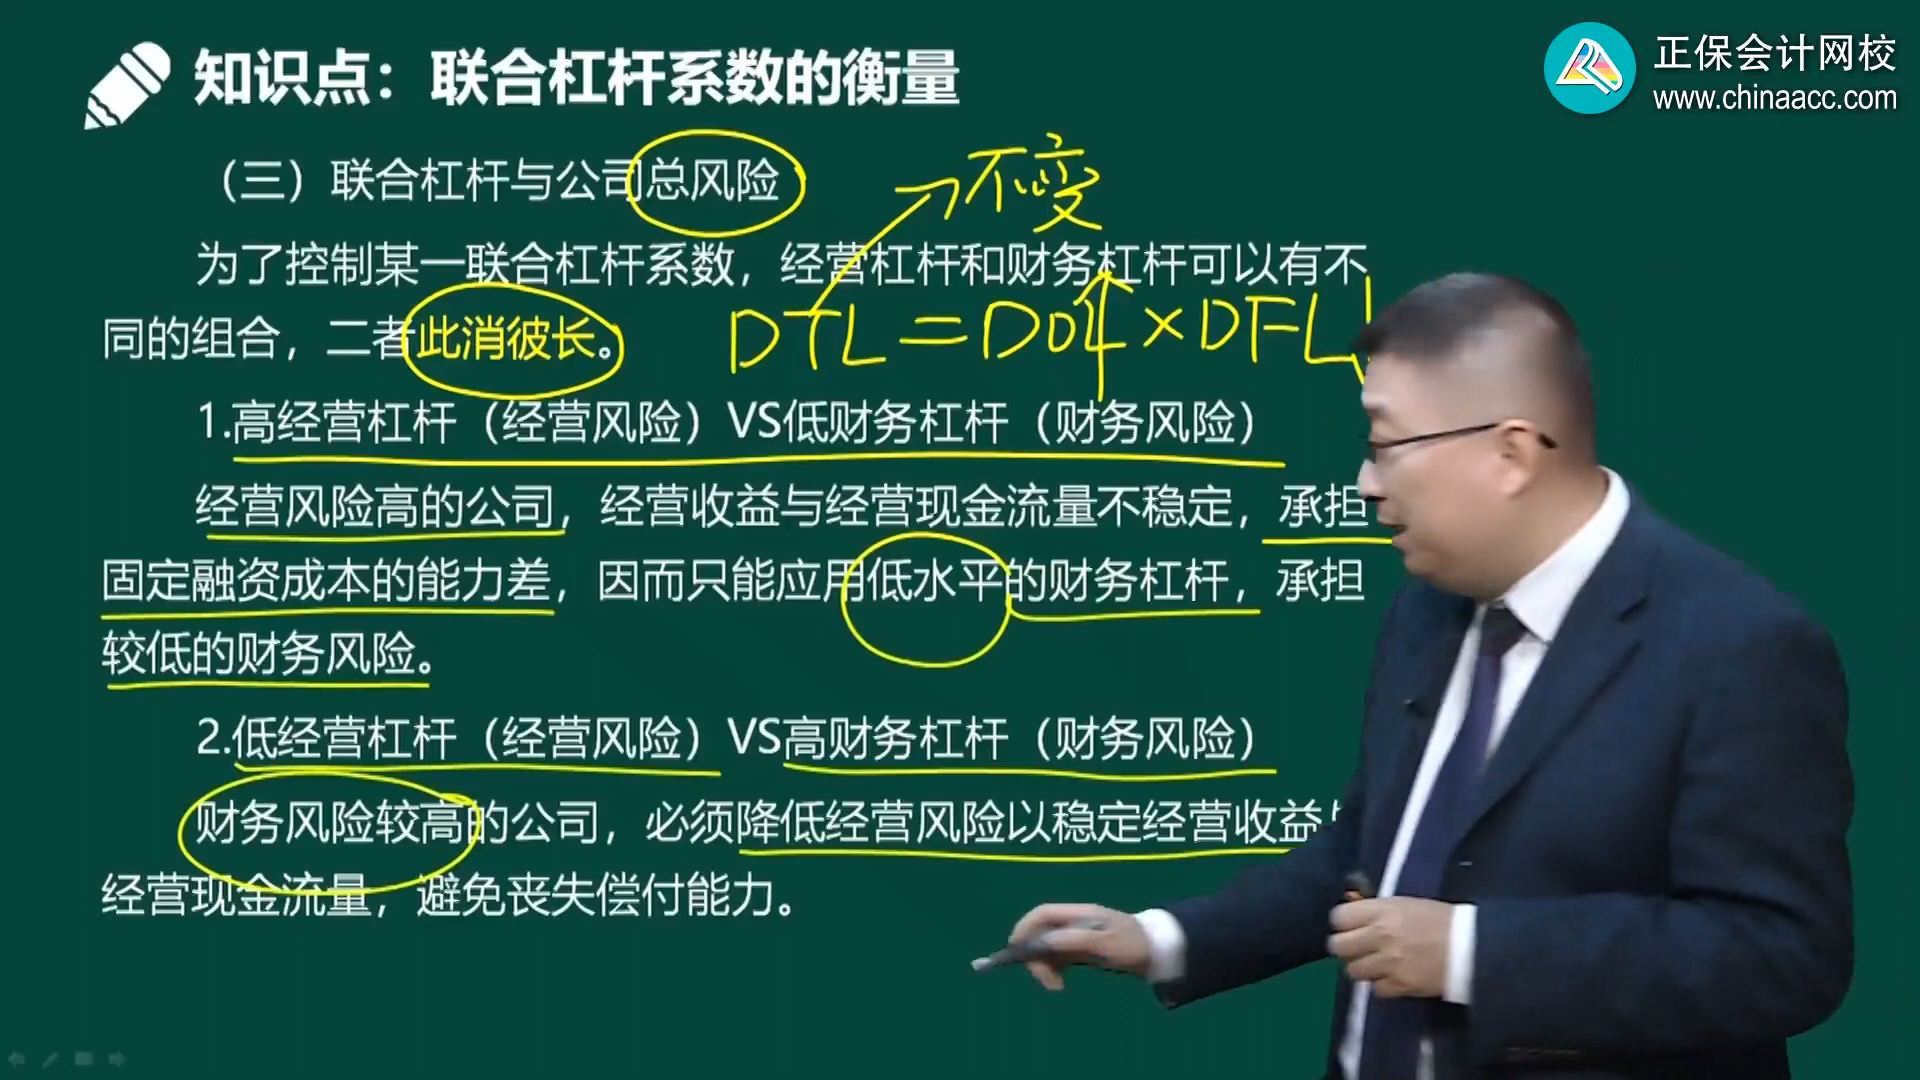 知识点：联合杠杆系数的衡量
正保会计网校
www.chinaacc.com
（三）联合杠杆与公司总风险
不变
为了控制某一联合杠杆系数，经营杠杆和财务杠杆可以有不
同的组合，二者此消彼长。
DTL=DOL×DFL
1.高经营杠杆（经营风险）VS低财务杠杆（财务风险）
经营风险高的公司，经营收益与经营现金流量不稳定，承担
固定融资成本的能力差，因而只能应用低水平的财务杠杆，承担
较低的财务风险。
2.低经营杠杆（经营风险）VS高财务杠杆（财务风险）
财务风险较高的公司，必须降低经营风险以稳定经营收益
经营现金流量，避免丧失偿付能力。